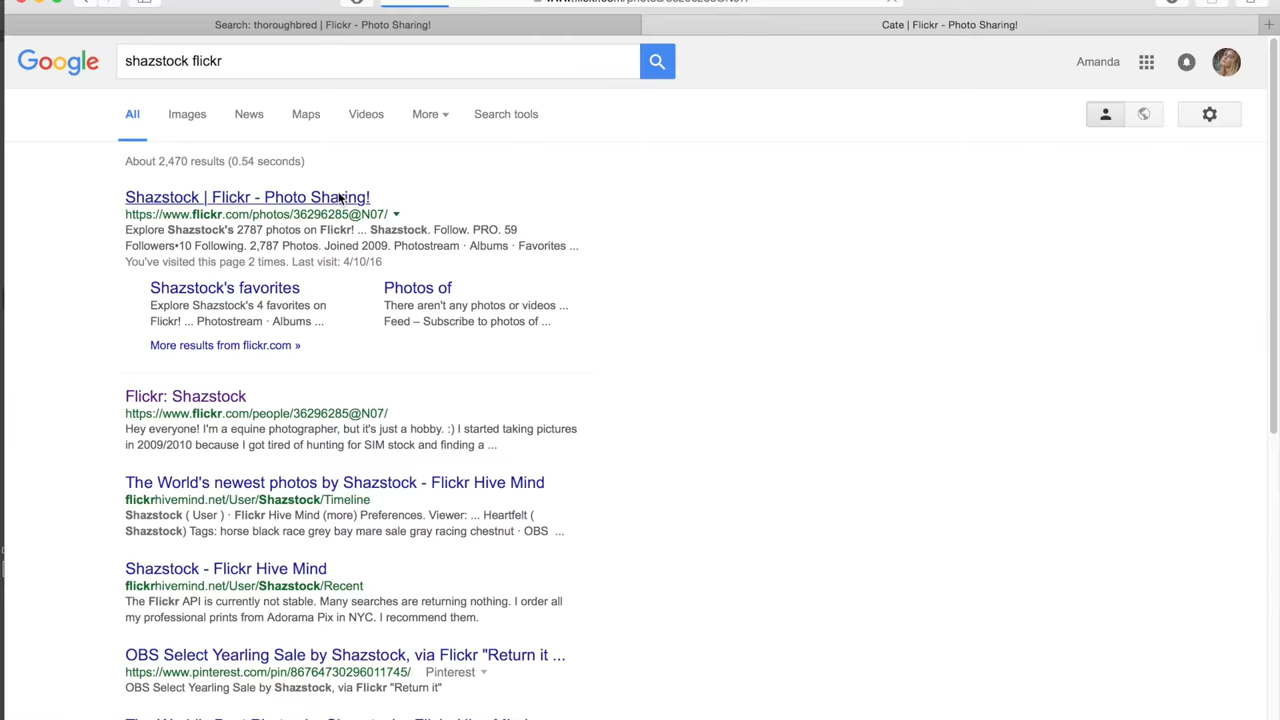 Search: thoroughbred | Flickr - Photo Sharing!
Cate | Flickr - Photo Sharing!
Google
shazstock flickr
Amanda
All Images News Maps Videos More Search tools
About 2,470 results (0.54 seconds)
Shazstock | Flickr - Photo Sharing!
https://www.flickr.com/photos/36296285@N07/
Explore Shazstock's 2787 photos on Flickr! ... Shazstock. Follow. PRO. 59
Followers•10 Following. 2,787 Photos. Joined 2009. Photostream · Albums · Favorites ...
You've visited this page 2 times. Last visit: 4/10/16
Shazstock's favorites
Explore Shazstock's 4 favorites on
Flickr! ... Photostream · Albums ...
Photos of
There aren't any photos or videos ...
Feed – Subscribe to photos of ...
More results from flickr.com »
Flickr: Shazstock
https://www.flickr.com/people/36296285@N07/
Hey everyone! I'm a equine photographer, but it's just a hobby. :) I started taking pictures
in 2009/2010 because I got tired of hunting for SIM stock and finding a ...
The World's newest photos by Shazstock - Flickr Hive Mind
flickrhivemind.net/User/Shazstock/Timeline
Shazstock ( User ) · Flickr Hive Mind (more) Preferences. Viewer: ... Heartfelt (
Shazstock) Tags: horse black race grey bay mare sale gray racing chestnut · OBS ...
Shazstock - Flickr Hive Mind
flickrhivemind.net/User/Shazstock/Recent
The Flickr API is currently not stable. Many searches are returning nothing. I order all
my professional prints from Adorama Pix in NYC. I recommend them.
OBS Select Yearling Sale by Shazstock, via Flickr "Return it ...
https://www.pinterest.com/pin/86764730296011745/ Pinterest
OBS Select Yearling Sale by Shazstock, via Flickr "Return it"